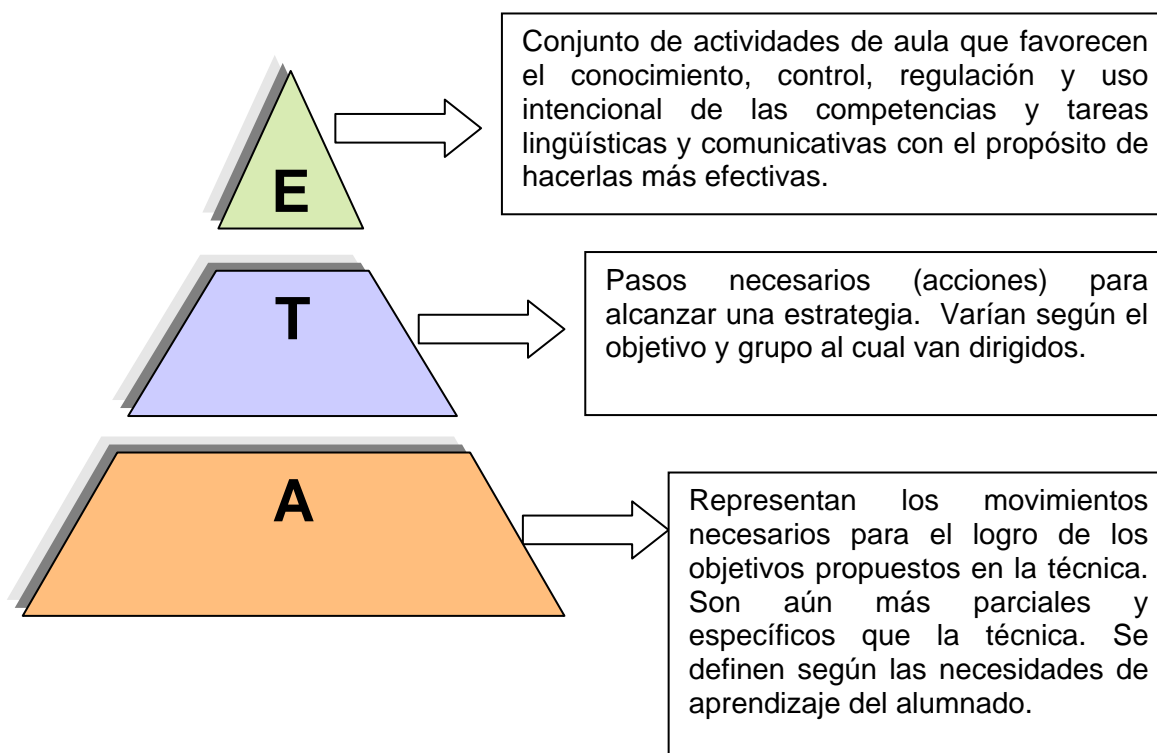 Conjunto de actividades de aula que favorecen
el conocimiento, control, regulación y uso
intencional de las competencias y tareas
lingüísticas y comunicativas con el propósito de
hacerlas más efectivas.
E
Pasos necesarios (acciones) para
alcanzar una estrategia. Varían según el
objetivo y grupo al cual van dirigidos.
T
A
Representan los movimientos
necesarios para el logro de los
objetivos propuestos en la técnica.
Son aún más parciales y
específicos que la técnica. Se
definen según las necesidades de
aprendizaje del alumnado.